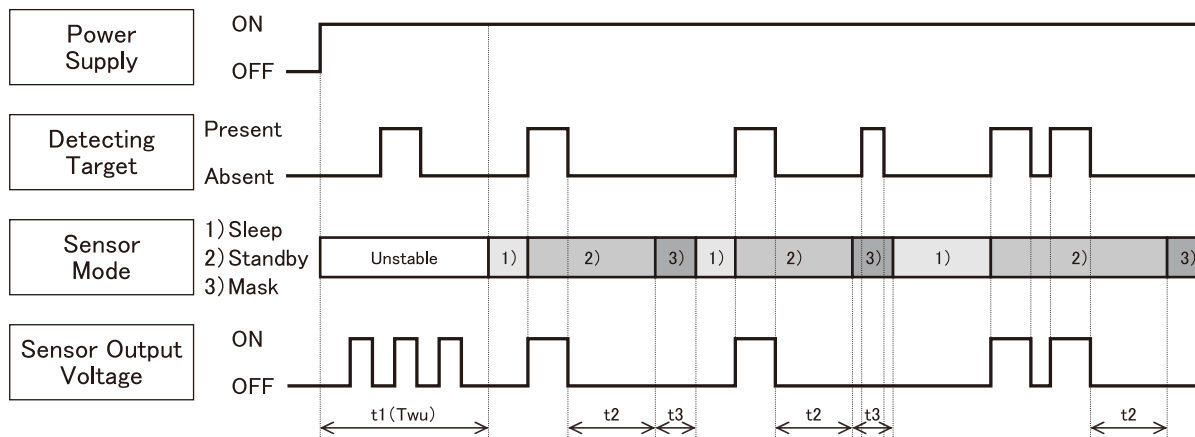 Power
Supply
ON
OFF
Detecting
Target
Present
Absent
Sensor
Mode
1)Sleep
2)Standby
3)Mask
Unstable
1)
2)
3)
1)
2)
3)
1)
2)
3)
Sensor Output
Voltage
ON
OFF
t1(Twu)
t2
t3
t2
t3
t2